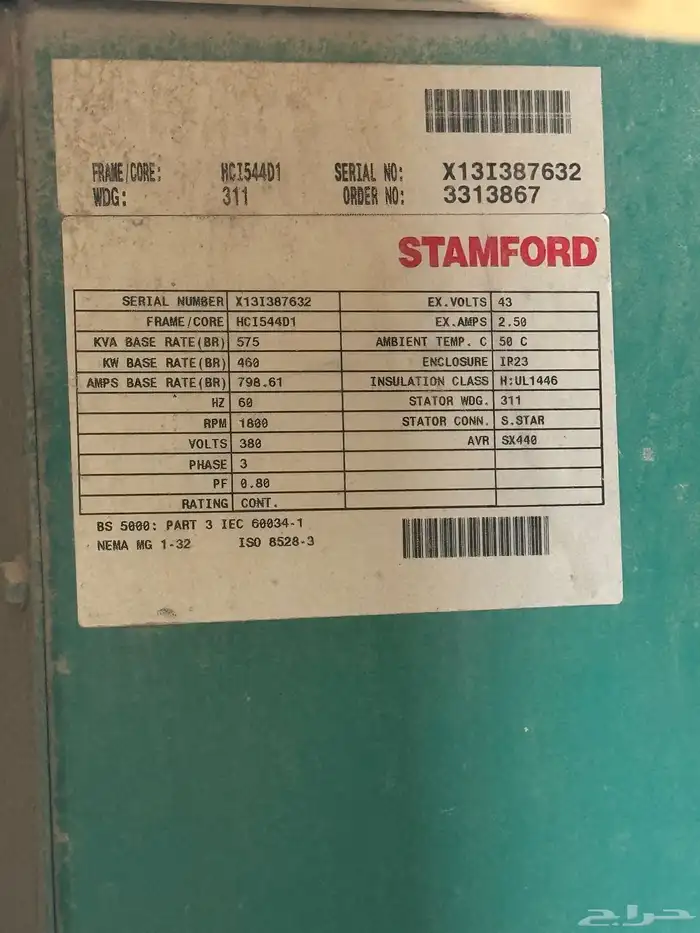 FRAME/CORE: HCI544D1 SERIAL NO: X13I387632
WDG: 311 ORDER NO: 3313867
STAMFORD
SERIAL NUMBER X13I387632 EX.VOLTS 43
FRAME/CORE HCI544D1 EX.AMPS 2.50
KVA BASE RATE(BR) 575 AMBIENT TEMP. C 50 C
KW BASE RATE(BR) 460 ENCLOSURE IP23
AMPS BASE RATE(BR) 798.61 INSULATION CLASS H:UL1446
HZ 60 STATOR WDG. 311
RPM 1800 STATOR CONN. S.STAR
VOLTS 380 AVR SX440
PHASE 3
PF 0.80
RATING CONT.
BS 5000: PART 3 IEC 60034-1
NEMA MG 1-32 ISO 8528-3
حراج